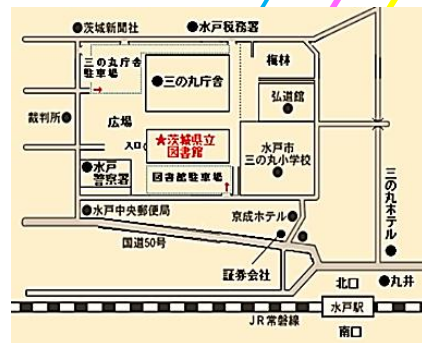 ●茨城新聞社
●水戸税務署
三の丸庁舎
駐車場
●三の丸庁舎
梅林
弘道館
●
裁判所●
広場
入口
★茨城県立
図書館
水戸市
三の丸小学校
●
●水戸
警察署
図書館駐車場
三の丸ホテル●
●水戸中央郵便局
京成ホテル●
国道50号
証券会社
北口
●丸井
水戸駅
JR常磐線
南口